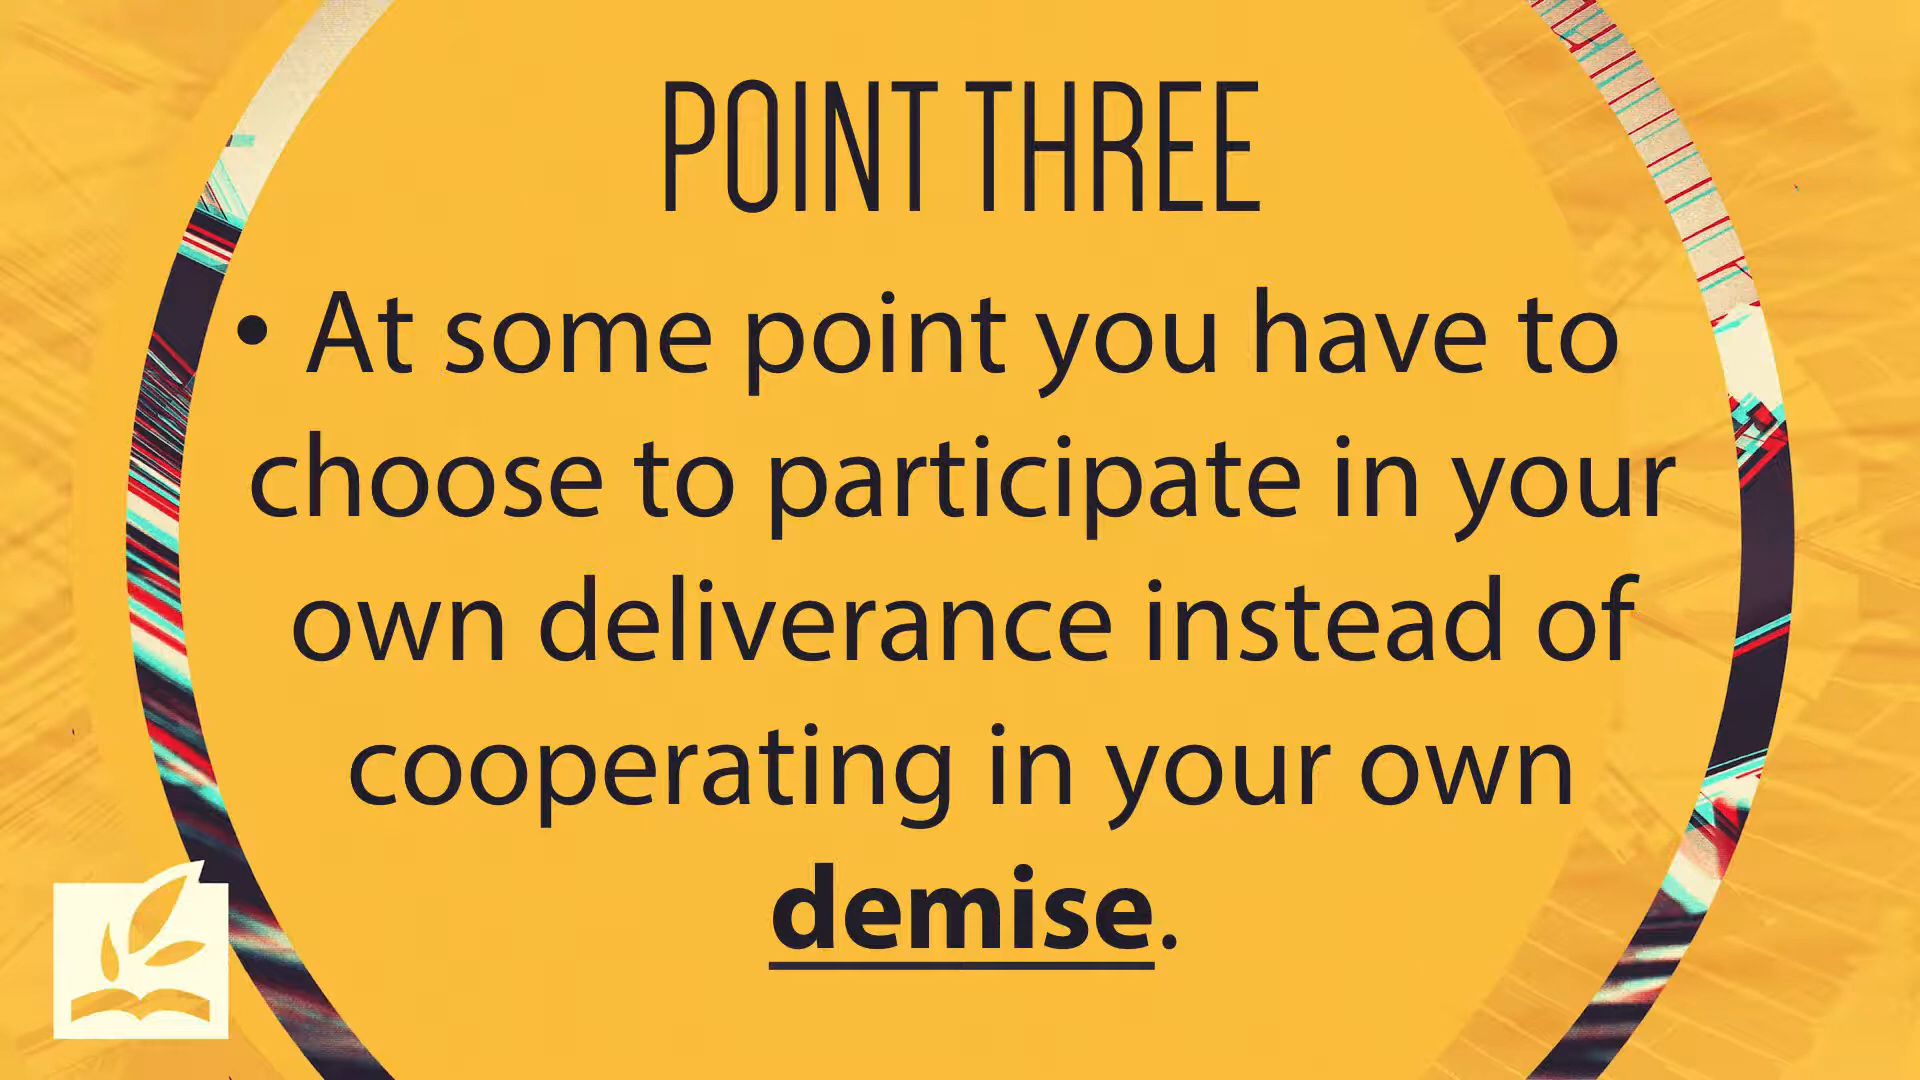 POINT THREE
• At some point you have to
choose to participate in your
own deliverance instead of
cooperating in your own
demise.